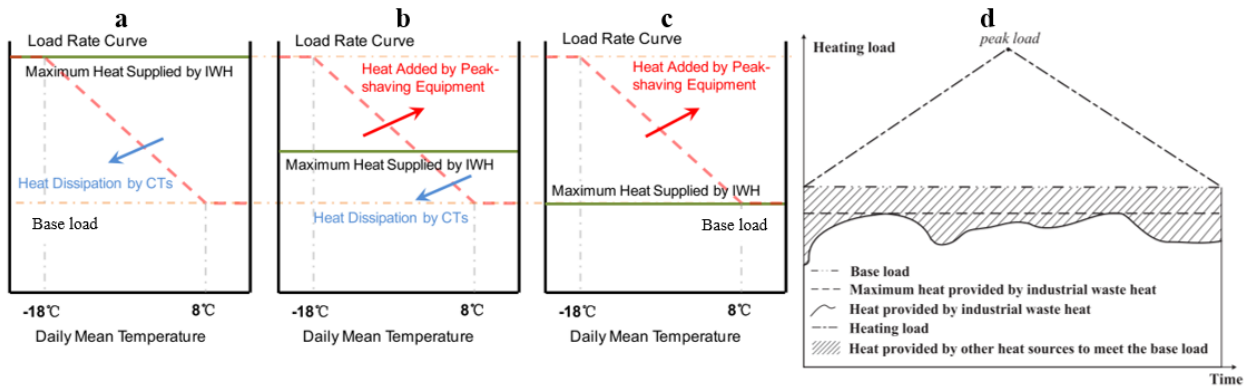 a
Load Rate Curve
Maximum Heat Supplied by IWH
Heat Dissipation by CTs
Base load
-18℃
8℃
Daily Mean Temperature
b
Load Rate Curve
Heat Added by Peak-
shaving Equipment
Maximum Heat Supplied by IWH
Heat Dissipation by CTs
-18℃
8℃
Daily Mean Temperature
c
Load Rate Curve
Heat Added by Peak-
shaving Equipment
Maximum Heat Supplied by IWH
Base load
-18℃
8℃
Daily Mean Temperature
d
Heating load
peak load
Base load
Maximum heat provided by industrial waste heat
Heat provided by industrial waste heat
Heating load
Heat provided by other heat sources to meet the base load
Time